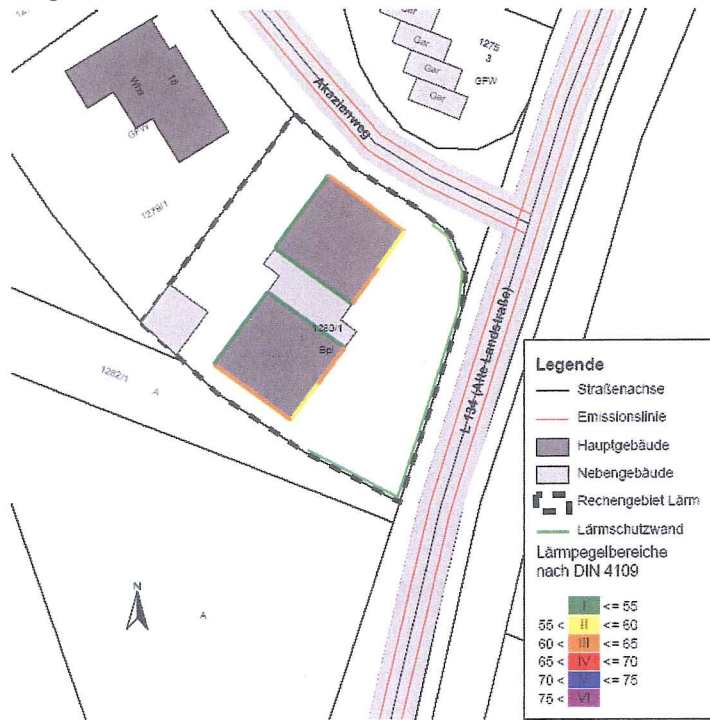 Gar
Gar
Gar
Gar
1275
3
GFW
Whs
18
GFW
Akazienweg
1279/1
1280/1
Bpl
1282/1
A
L 134 (Alte Landstraße)
N
A
Legende
Straßenachse
Emissionslinie
Hauptgebäude
Nebengebäude
Rechengebiet Lärm
Lärmschutzwand
Lärmpegelbereiche
nach DIN 4109
I <= 55
55 < II <= 60
60 < III <= 65
65 < IV <= 70
70 < V <= 75
75 < VI